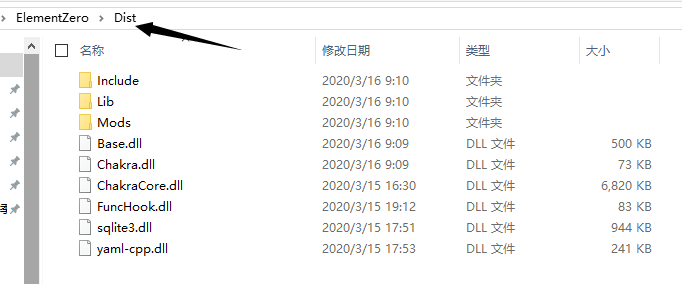 ElementZero > Dist
名称 修改日期 类型 大小
Include 2020/3/16 9:10 文件夹
Lib 2020/3/16 9:10 文件夹
Mods 2020/3/16 9:10 文件夹
Base.dll 2020/3/16 9:09 DLL 文件 500 KB
Chakra.dll 2020/3/16 9:09 DLL 文件 73 KB
ChakraCore.dll 2020/3/15 16:30 DLL 文件 6,820 KB
FuncHook.dll 2020/3/15 19:12 DLL 文件 83 KB
sqlite3.dll 2020/3/15 17:51 DLL 文件 944 KB
yaml-cpp.dll 2020/3/15 17:53 DLL 文件 241 KB